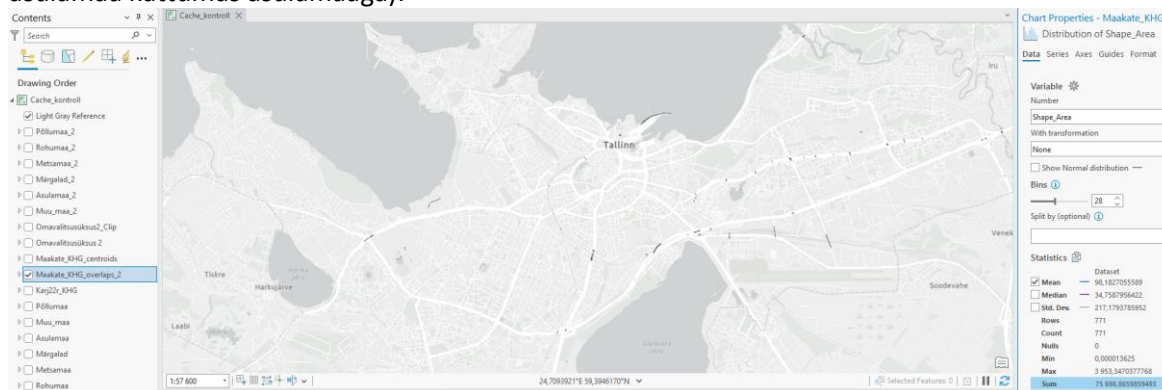 Contents
Search
Drawing Order
Cache_kontroll
Light Gray Reference
Põllumaa_2
Rohumaa_2
Metsamaa_2
Märgalad_2
Asulamaa_2
Muu_maa_2
Omavalitsusüksus2_Clip
Omavalitsusüksus 2
Maakate_KHG_centroids
Maakate_KHG_overlaps_2
Karj22r_KHG
Põllumaa
Muu_maa
Asulamaa
Märgalad
Metsamaa
Rohumaa
Cache_kontroll
Iru
Tallinn
Venek
Tiskre
Harku järv
Harkujärve
Soodevahe
Laabi
1:57 600
24,7093921°E 59,3946170°N
Selected Features: 0
Chart Properties - Maakate_KHG
Distribution of Shape_Area
Data Series Axes Guides Format
Variable
Number
Shape_Area
With transformation
None
Show Normal distribution
Bins
28
Split by (optional)
Statistics
Dataset
Mean 98,1827055589
Median 34,7587956422
Std. Dev. 217,1793785952
Rows 771
Count 771
Nulls 0
Min 0,000013625
Max 3 953,3470377768
Sum 75 698,8659859493